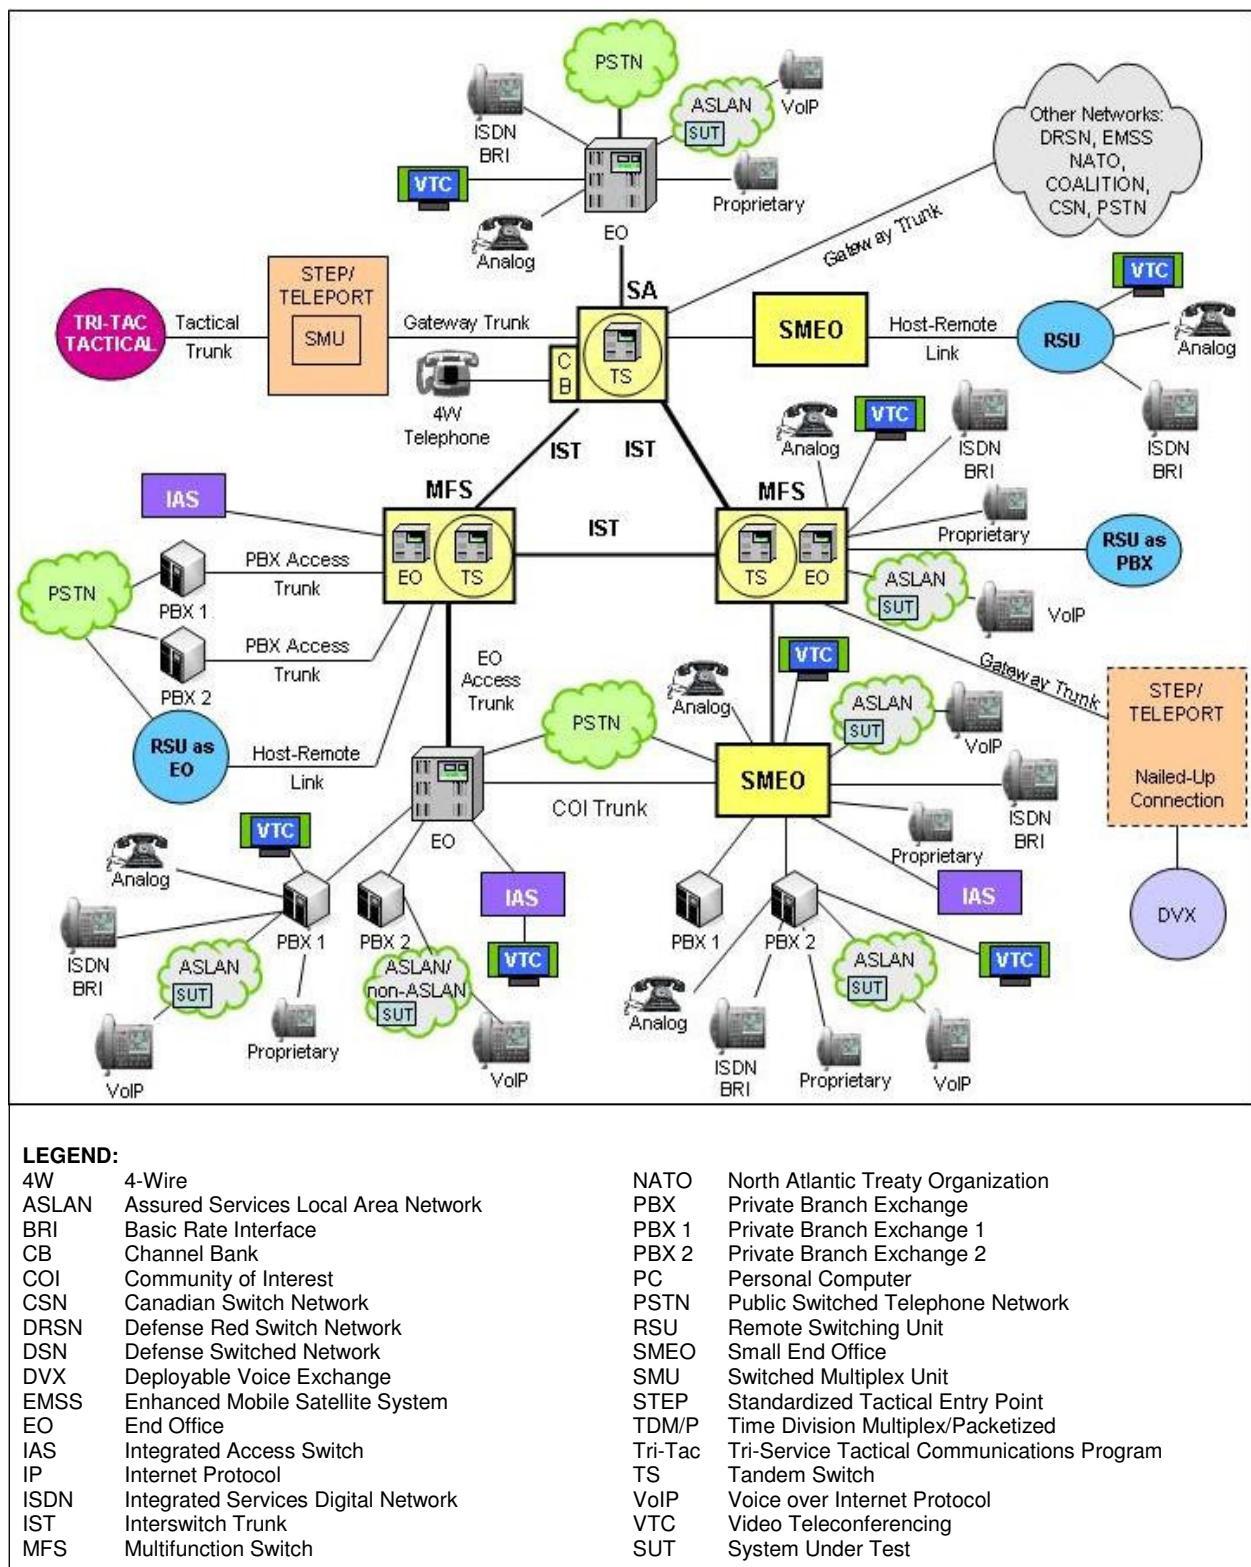 PSTN
ASLAN
SUT
VoIP
ISDN
BRI
VTC
Proprietary
Analog
EO
Other Networks:
DRSN, EMSS
NATO,
COALITION,
CSN, PSTN
Gateway Trunk
STEP/
TELEPORT
SMU
TRI-TAC
TACTICAL
Tactical
Trunk
Gateway Trunk
SA
TS
C
B
4W
Telephone
SMEO
Host-Remote
Link
RSU
VTC
Analog
ISDN
BRI
IST
IST
IST
MFS
EO
TS
MFS
TS
EO
Analog
VTC
ISDN
BRI
Proprietary
RSU as
PBX
ASLAN
SUT
VoIP
Gateway Trunk
STEP/
TELEPORT
Nailed-Up
Connection
DVX
IAS
PSTN
PBX 1
PBX Access
Trunk
PBX 2
PBX Access
Trunk
RSU as
EO
Host-Remote
Link
EO
Access
Trunk
PSTN
EO
COI Trunk
SMEO
Analog
VTC
ASLAN
SUT
VoIP
ISDN
BRI
Proprietary
IAS
PBX 1
PBX 2
VTC
ASLAN
SUT
Analog
ISDN
BRI
Proprietary
VoIP
VTC
Analog
ISDN
BRI
PBX 1
ASLAN
SUT
VoIP
Proprietary
PBX 2
ASLAN/
non-ASLAN
SUT
VoIP
IAS
VTC
LEGEND:
4W 4-Wire
ASLAN Assured Services Local Area Network
BRI Basic Rate Interface
CB Channel Bank
COI Community of Interest
CSN Canadian Switch Network
DRSN Defense Red Switch Network
DSN Defense Switched Network
DVX Deployable Voice Exchange
EMSS Enhanced Mobile Satellite System
EO End Office
IAS Integrated Access Switch
IP Internet Protocol
ISDN Integrated Services Digital Network
IST Interswitch Trunk
MFS Multifunction Switch
NATO North Atlantic Treaty Organization
PBX Private Branch Exchange
PBX 1 Private Branch Exchange 1
PBX 2 Private Branch Exchange 2
PC Personal Computer
PSTN Public Switched Telephone Network
RSU Remote Switching Unit
SMEO Small End Office
SMU Switched Multiplex Unit
STEP Standardized Tactical Entry Point
TDM/P Time Division Multiplex/Packetized
Tri-Tac Tri-Service Tactical Communications Program
TS Tandem Switch
VoIP Voice over Internet Protocol
VTC Video Teleconferencing
SUT System Under Test